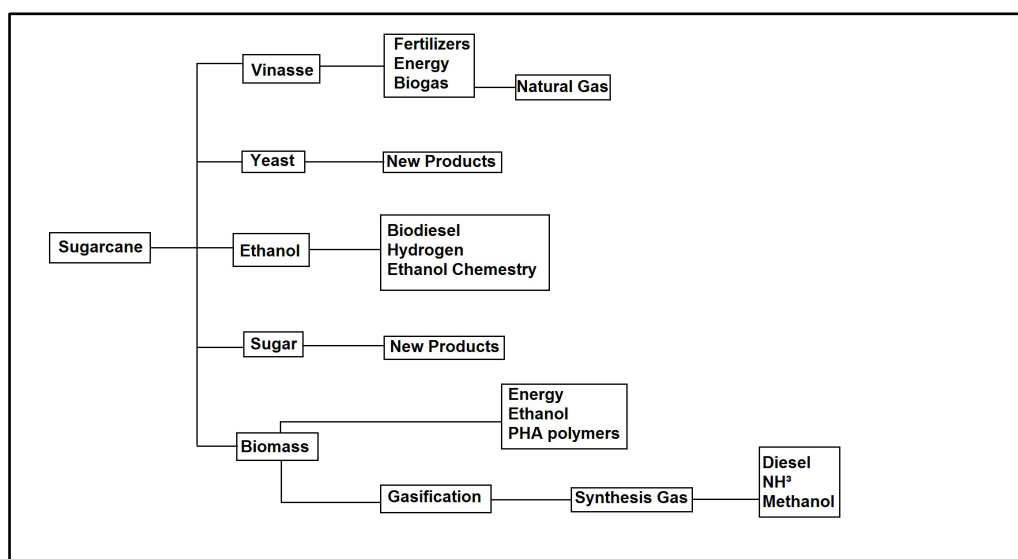 Vinasse
Fertilizers
Energy
Biogas
Natural Gas
Yeast
New Products
Sugarcane
Ethanol
Biodiesel
Hydrogen
Ethanol Chemestry
Sugar
New Products
Biomass
Energy
Ethanol
PHA polymers
Gasification
Synthesis Gas
Diesel
NH³
Methanol